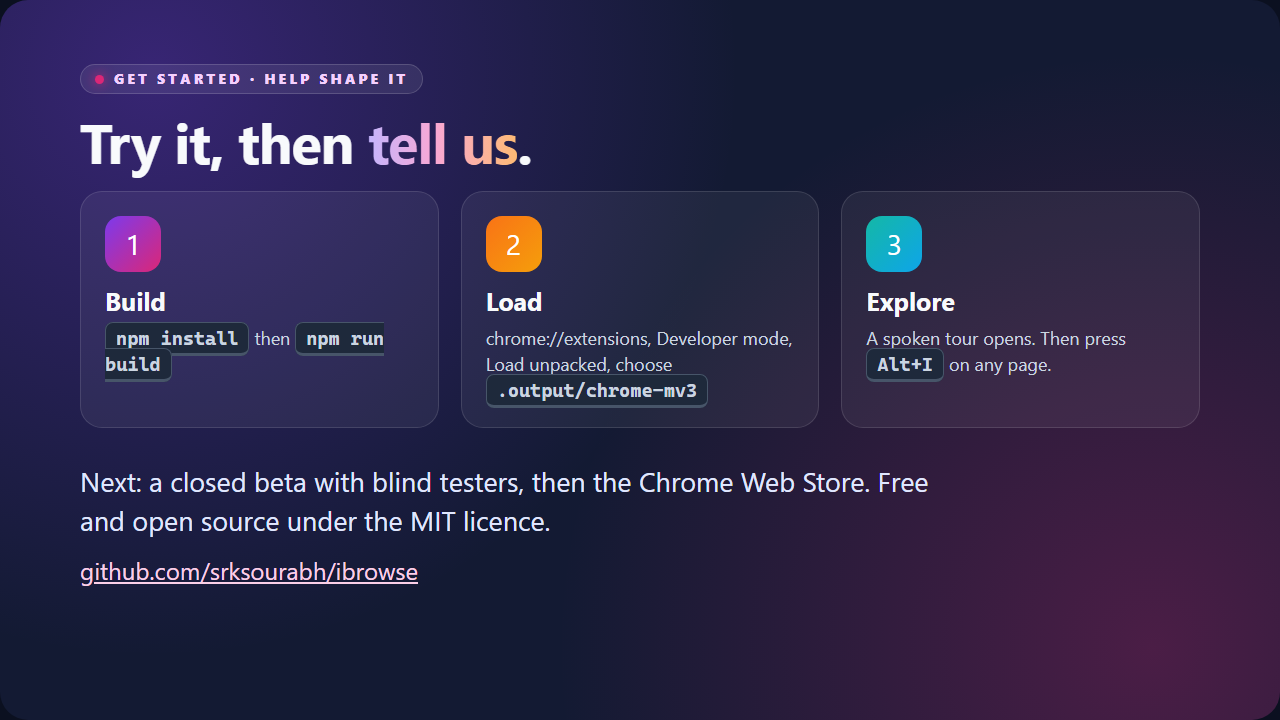 GET STARTED · HELP SHAPE IT
Try it, then tell us.
1
Build
npm install then npm run
build
2
Load
chrome://extensions, Developer mode,
Load unpacked, choose
.output/chrome-mv3
3
Explore
A spoken tour opens. Then press
Alt+I on any page.
Next: a closed beta with blind testers, then the Chrome Web Store. Free
and open source under the MIT licence.
github.com/srksourabh/ibrowse